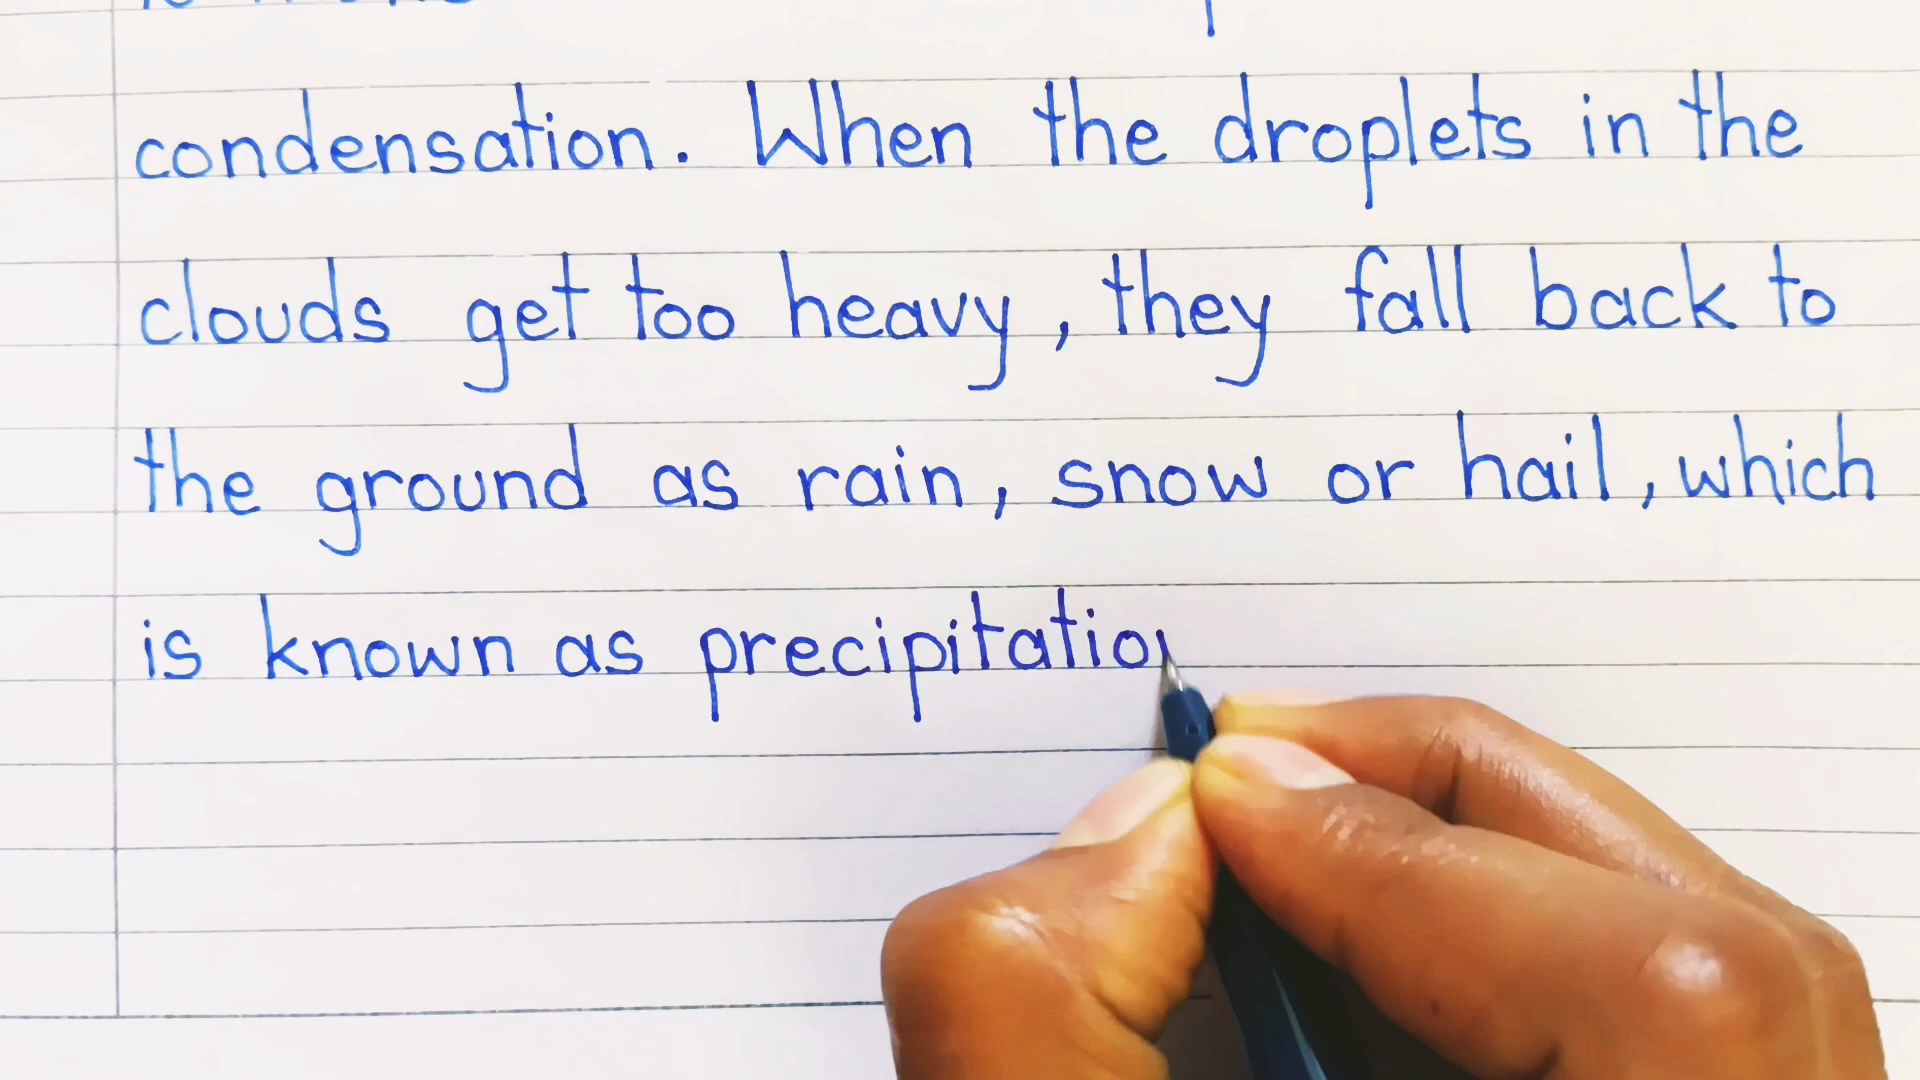 condensation. When the droplets in the
clouds get too heavy, they fall back to
the ground as rain, snow or hail, which
is known as precipitation